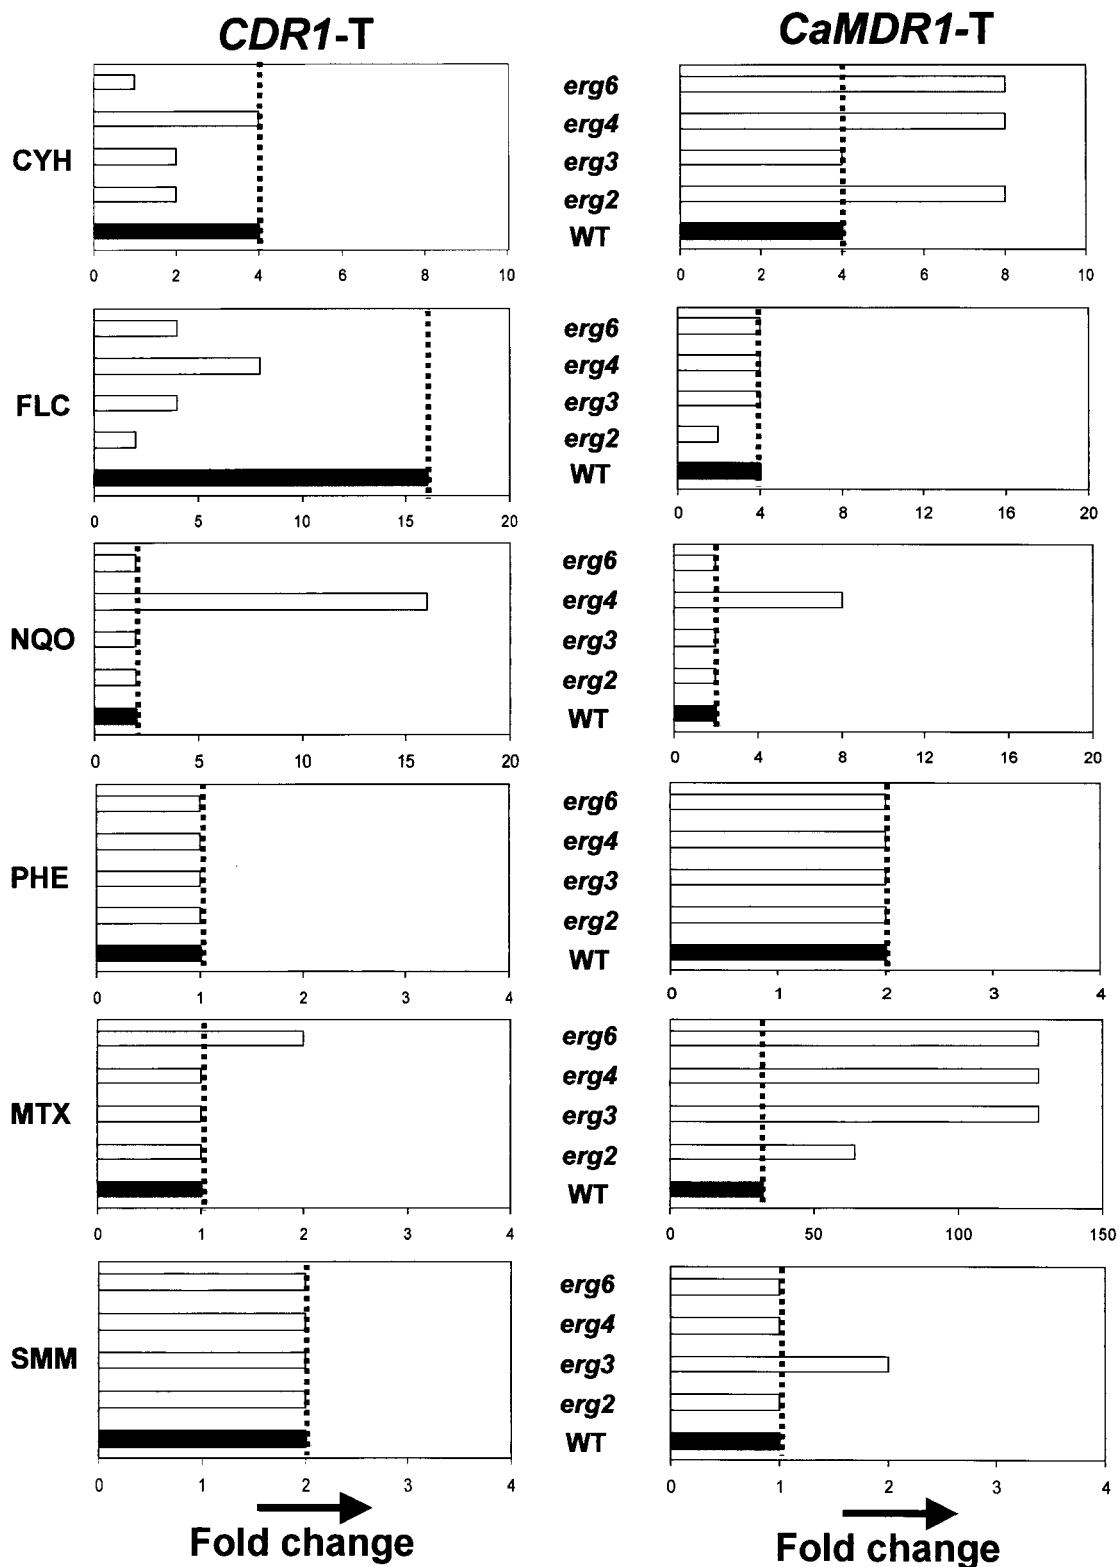 CDR1-T CaMDR1-T
CYH
erg6
erg4
erg3
erg2
WT
0 2 4 6 8 10
0 2 4 6 8 10
FLC
erg6
erg4
erg3
erg2
WT
0 5 10 15 20
0 4 8 12 16 20
NQO
erg6
erg4
erg3
erg2
WT
0 5 10 15 20
0 4 8 12 16 20
PHE
erg6
erg4
erg3
erg2
WT
0 1 2 3 4
0 1 2 3 4
MTX
erg6
erg4
erg3
erg2
WT
0 1 2 3 4
0 50 100 150
SMM
erg6
erg4
erg3
erg2
WT
0 1 2 3 4
0 1 2 3 4
Fold change Fold change